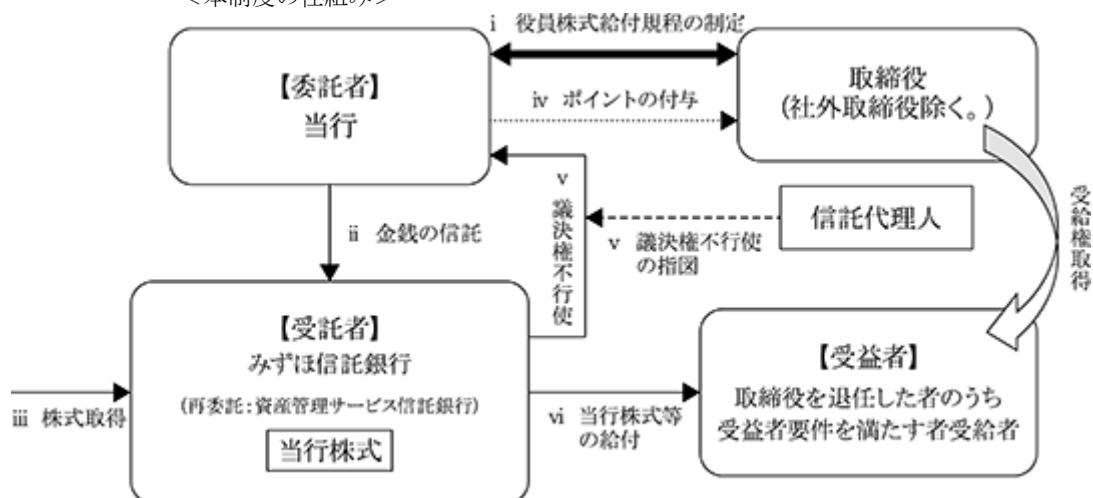 <本制度の仕組み>
i 役員株式給付規程の制定
【委託者】
当行
取締役
(社外取締役除く。)
iv ポイントの付与
v 議決権不行使
信託代理人
v 議決権不行使
の指図
受給権取得
ii 金銭の信託
【受託者】
みずほ信託銀行
(再委託:資産管理サービス信託銀行)
当行株式
iii 株式取得
vi 当行株式等
の給付
【受益者】
取締役を退任した者のうち
受益者要件を満たす者受給者